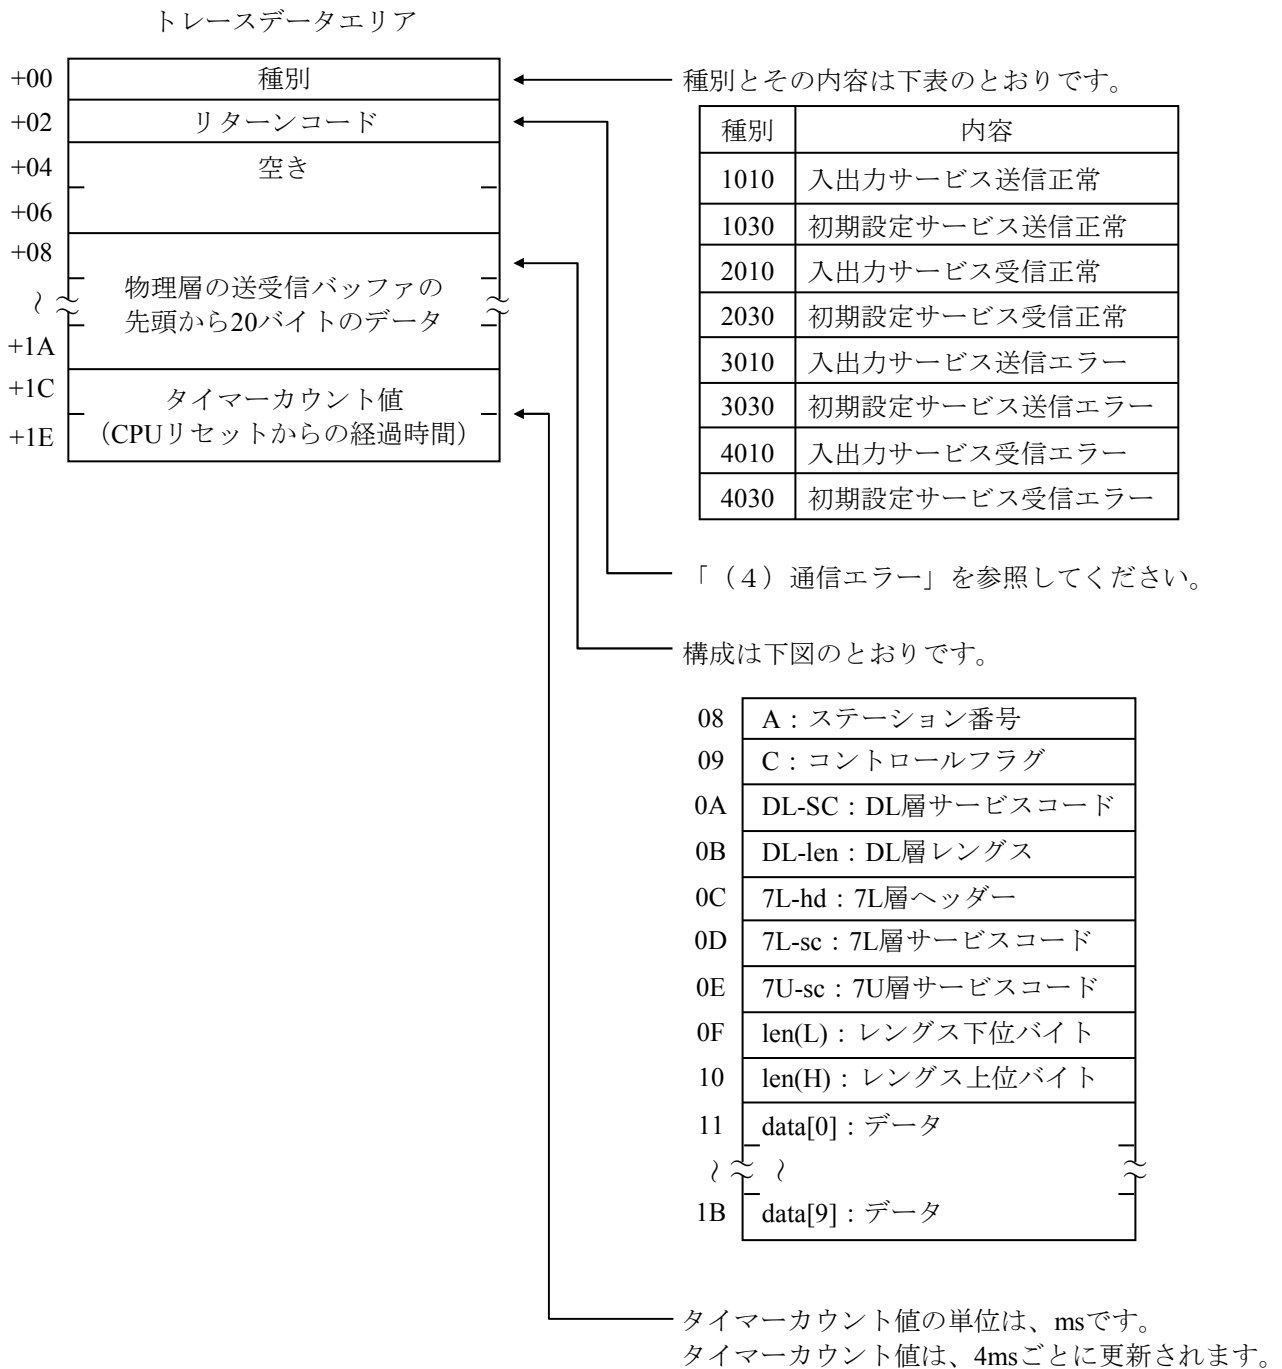 トレースデータエリア
+00 種別
+02 リターンコード
+04 空き
+06
+08
物理層の送受信バッファの
～ 先頭から20バイトのデータ
+1A
+1C タイマーカウント値
+1E （CPUリセットからの経過時間）
種別とその内容は下表のとおりです。
種別 内容
1010 入出力サービス送信正常
1030 初期設定サービス送信正常
2010 入出力サービス受信正常
2030 初期設定サービス受信正常
3010 入出力サービス送信エラー
3030 初期設定サービス送信エラー
4010 入出力サービス受信エラー
4030 初期設定サービス受信エラー
「（４）通信エラー」を参照してください。
構成は下図のとおりです。
08 A：ステーション番号
09 C：コントロールフラグ
0A DL-SC：DL層サービスコード
0B DL-len：DL層レングス
0C 7L-hd：7L層ヘッダー
0D 7L-sc：7L層サービスコード
0E 7U-sc：7U層サービスコード
0F len(L)：レングス下位バイト
10 len(H)：レングス上位バイト
11 data[0]：データ
～ ～
1B data[9]：データ
タイマーカウント値の単位は、msです。
タイマーカウント値は、4msごとに更新されます。